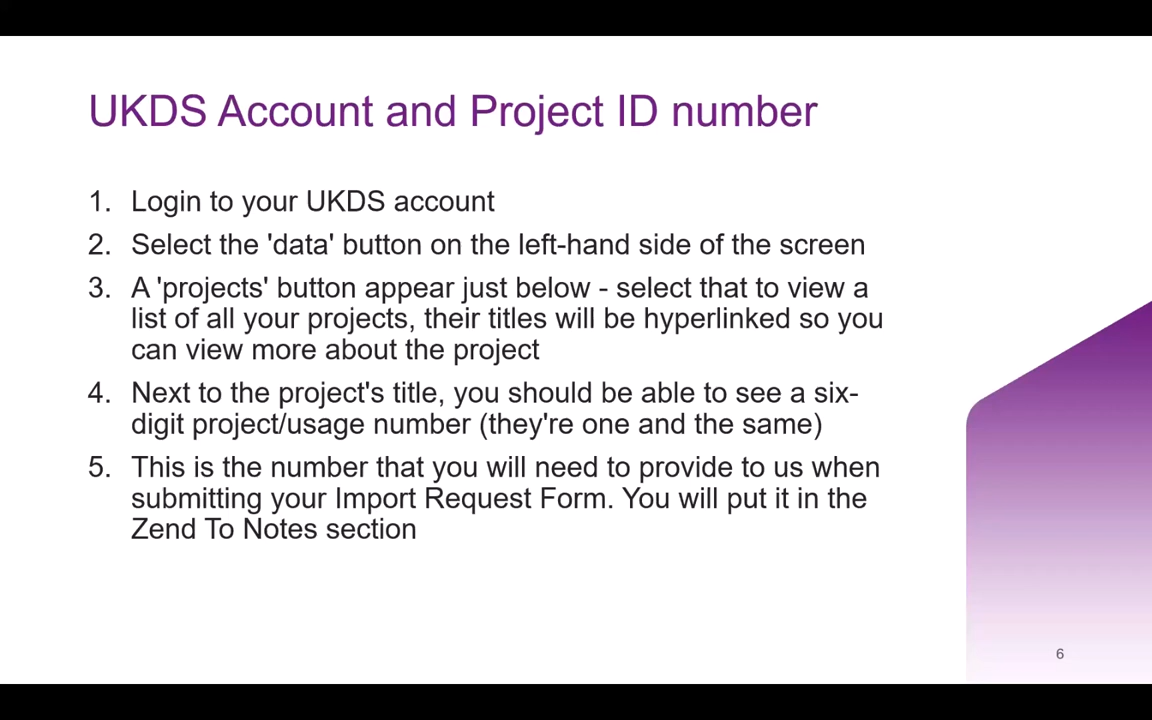 UKDS Account and Project ID number
1. Login to your UKDS account
2. Select the 'data' button on the left-hand side of the screen
3. A 'projects' button appear just below - select that to view a
list of all your projects, their titles will be hyperlinked so you
can view more about the project
4. Next to the project's title, you should be able to see a six-
digit project/usage number (they're one and the same)
5. This is the number that you will need to provide to us when
submitting your Import Request Form. You will put it in the
Zend To Notes section
6